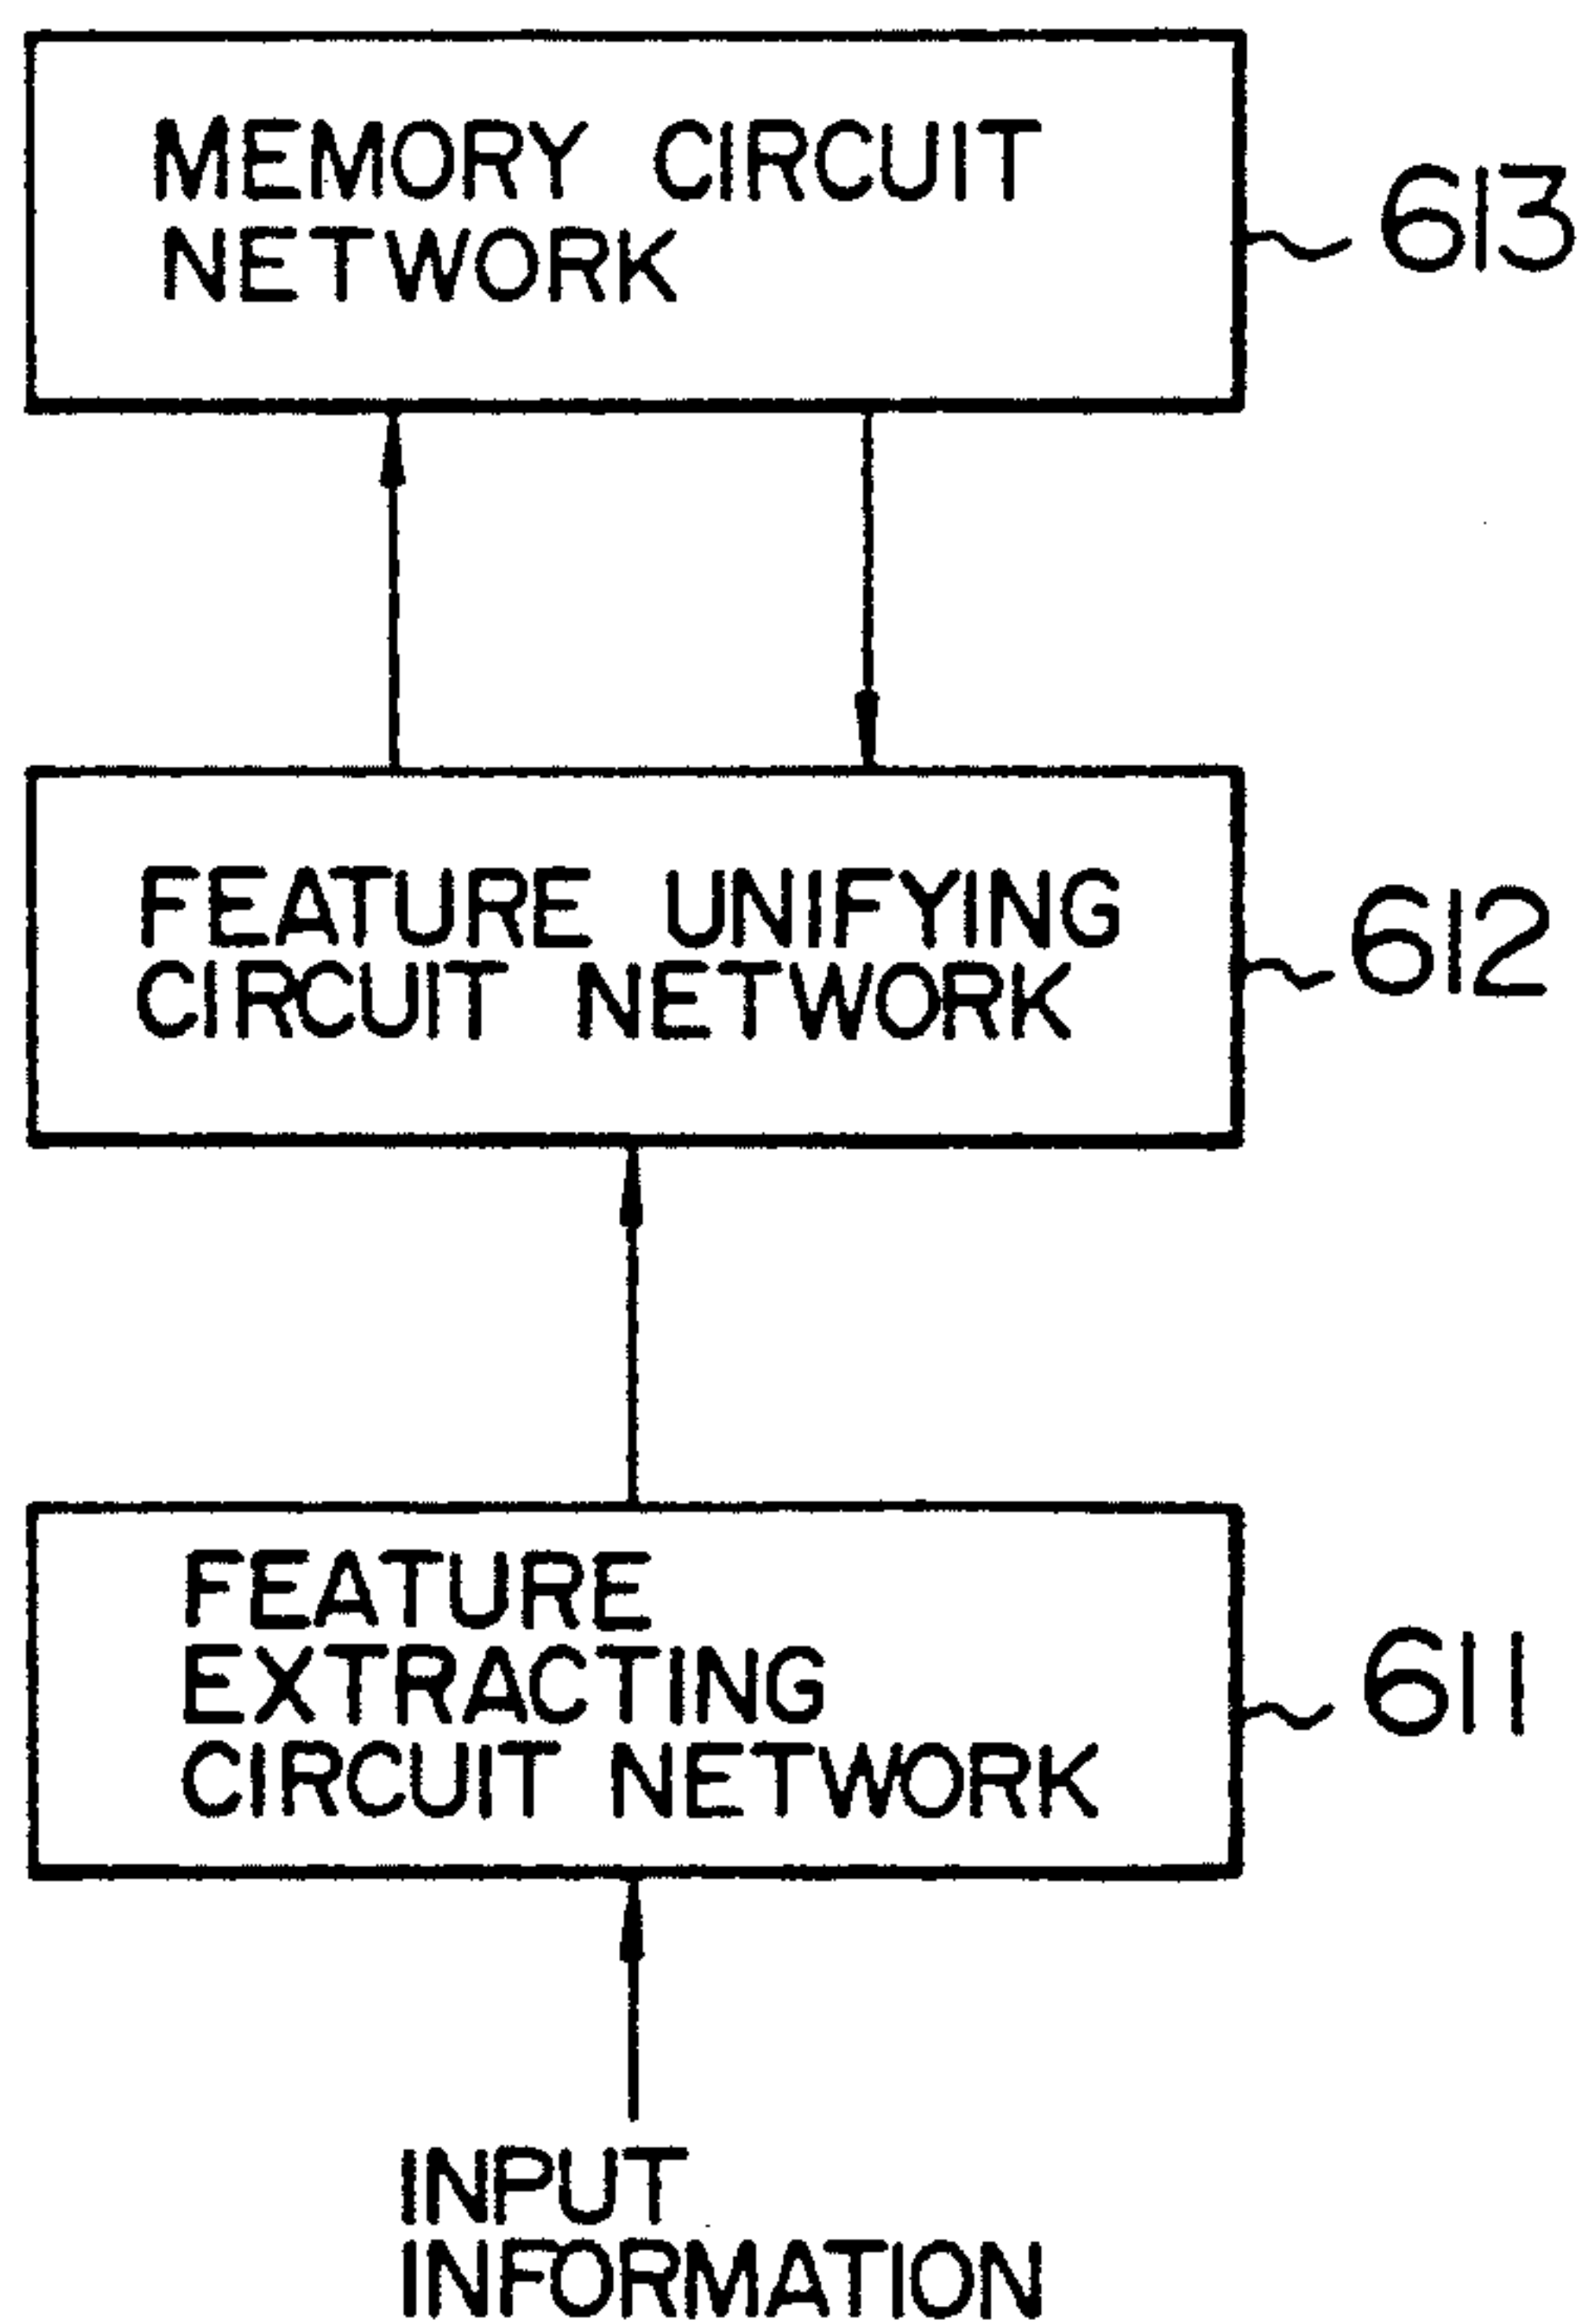 MEMORY CIRCUIT
NETWORK
613
FEATURE UNIFYING
CIRCUIT NETWORK
612
FEATURE
EXTRACTING
CIRCUIT NETWORK
611
INPUT
INFORMATION